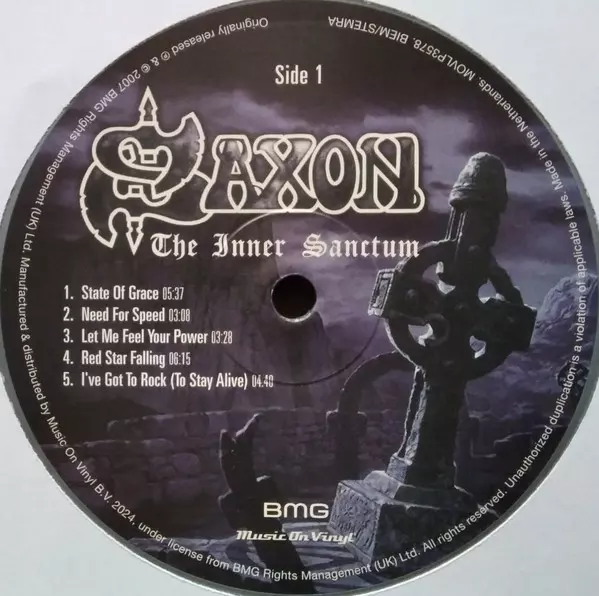 Side 1
SAXON
The Inner Sanctum
1. State Of Grace 05:37
2. Need For Speed 03:08
3. Let Me Feel Your Power 03:28
4. Red Star Falling 06:15
5. I've Got To Rock (To Stay Alive) 04.40
BMG
Music On Vinyl
Originally released ℗ & © 2007 BMG Rights Management (UK) Ltd. Manufactured & distributed by Music On Vinyl B.V. 2024, under license from BMG Rights Management (UK) Ltd. All rights reserved. Unauthorized duplication is a violation of applicable laws. Made in the Netherlands. MOVLP3578. BIEM/STEMRA